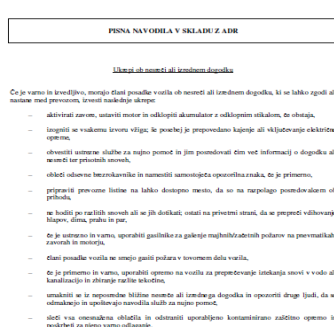 PISNA NAVODILA V SKLADU Z ADR
Ukrepi ob nesreči ali izrednem dogodku
Če je varno in izvedljivo, morajo člani posadke vozila ob nesreči ali izrednem dogodku, ki se lahko zgodi al
nastane med prevozom, izvesti naslednje ukrepe:
– aktivirati zavore, ustaviti motor in odklopiti akumulator z odklopnim stikalom, če obstaja,
– izogniti se vsakemu izvoru vžiga; še posebej je prepovedano kajenje ali vključevanje električn
opreme,
– obvestiti ustrezne službe za nujno pomoč in jim posredovati čim več informacij o dogodku al
nesreči ter prisotnih snoveh,
– obleči odsevne brezrokavnike in namestiti samostoječa opozorilna znaka, če je primerno,
– pripraviti prevozne listine na lahko dostopno mesto, da so na razpolago posredovalcem o
prihodu,
– ne hoditi po razlitih snoveh ali se jih dotikati; ostati na privetrni strani, da se prepreči vdihovanj
hlapov, dima, prahu in par,
– če je ustrezno in varno, uporabiti gasilnike za gašenje majhnih/začetnih požarov na pnevmatikah
zavorah in motorju,
– člani posadke vozila ne smejo gasiti požara v tovornem delu vozila,
– če je primerno in varno, uporabiti opremo na vozilu za preprečevanje iztekanja snovi v vodo al
kanalizacijo in zbiranje razlite tekočine,
– umakniti se iz neposredne bližine nesreče ali izrednega dogodka in opozoriti druge ljudi, da s
odmaknejo in upoštevajo navodila služb za nujno pomoč,
– sleči vsa onesnažena oblačila in odstraniti uporabljeno kontaminirano zaščitno opremo i
poskrbeti za njeno varno odlaganje.